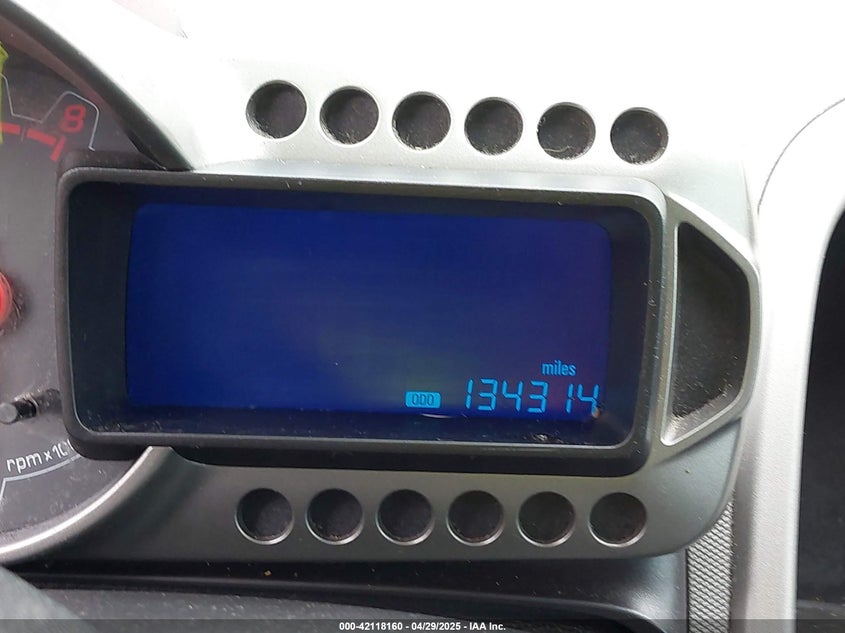 8
miles
ODO 134314
rpm x10
000-42118160 - 04/29/2025 - IAA Inc.